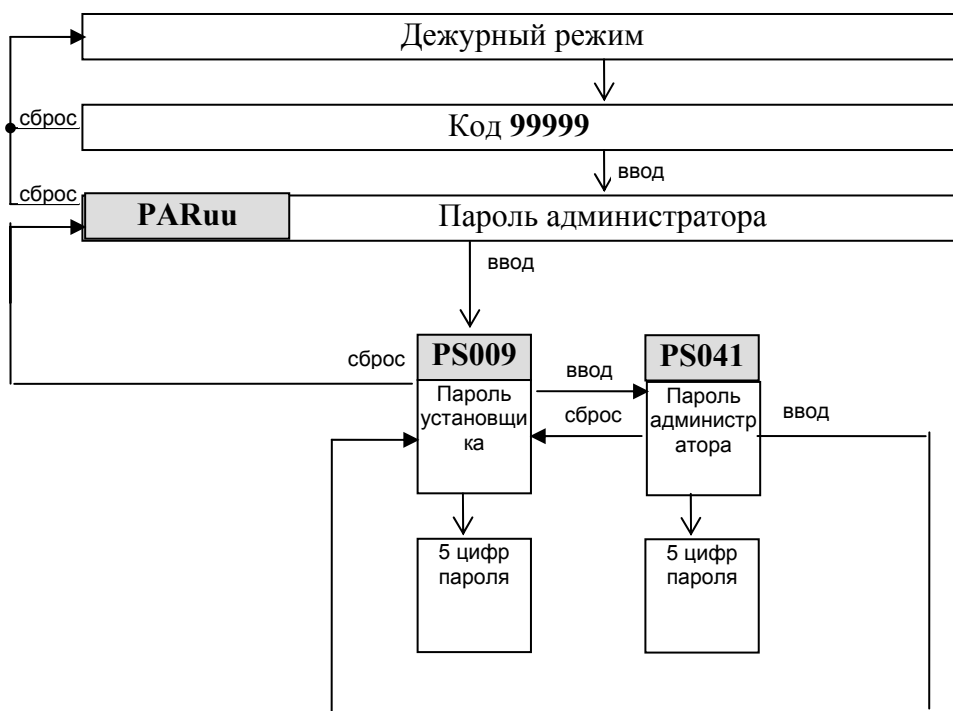 Дежурный режим
сброс
Код 99999
ввод
сброс
PARuu
Пароль администратора
ввод
сброс
PS009
ввод
PS041
Пароль
установщи
ка
сброс
Пароль
администр
атора
ввод
5 цифр
пароля
5 цифр
пароля